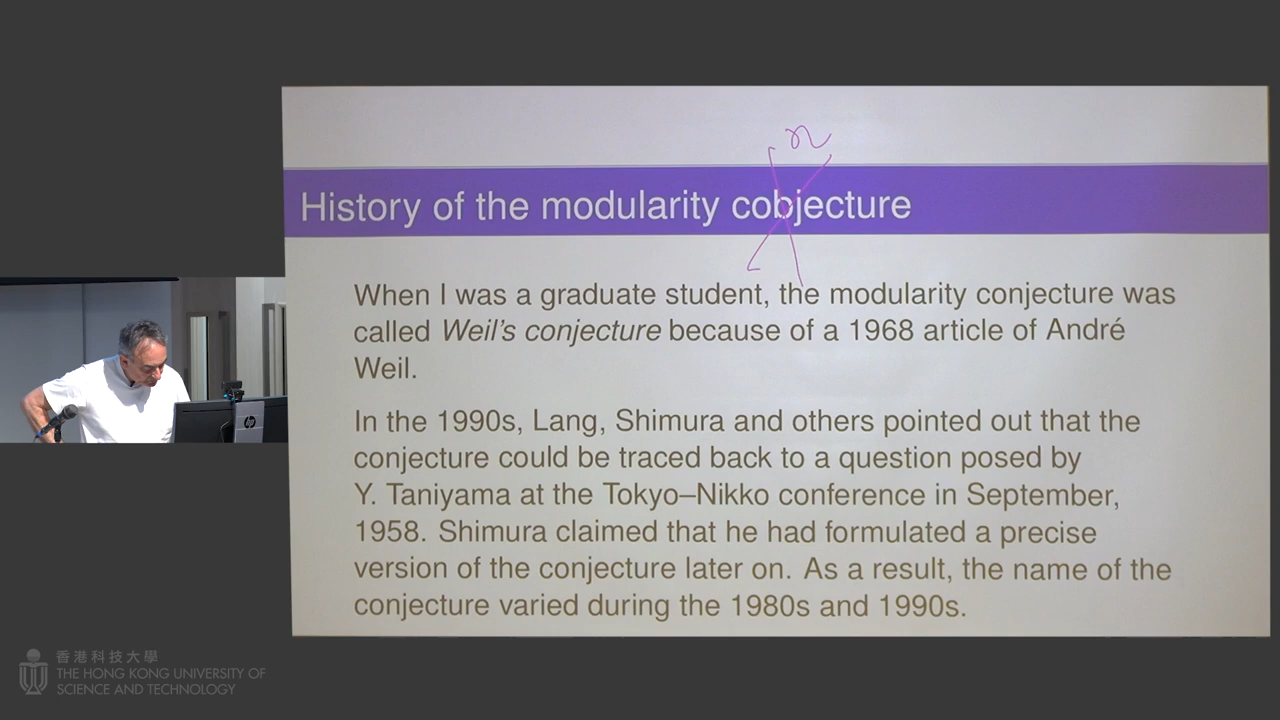 n
History of the modularity cobjecture
When I was a graduate student, the modularity conjecture was
called Weil's conjecture because of a 1968 article of André
Weil.
In the 1990s, Lang, Shimura and others pointed out that the
conjecture could be traced back to a question posed by
Y. Taniyama at the Tokyo–Nikko conference in September,
1958. Shimura claimed that he had formulated a precise
version of the conjecture later on. As a result, the name of the
conjecture varied during the 1980s and 1990s.
hp
香港科技大學
THE HONG KONG UNIVERSITY OF
SCIENCE AND TECHNOLOGY